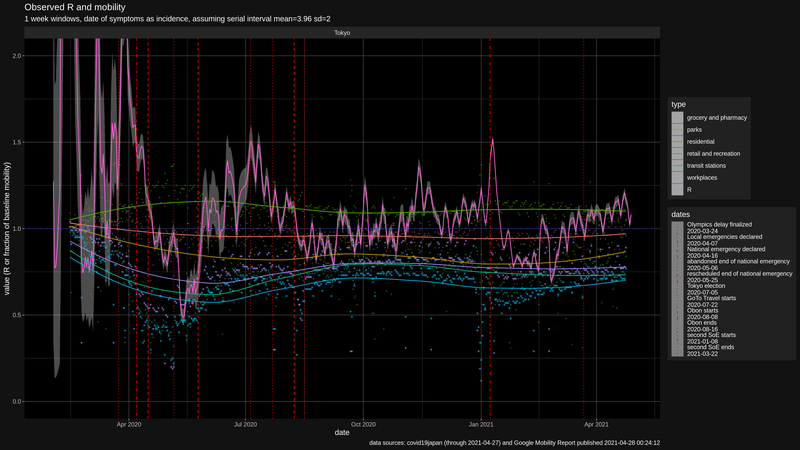 Observed R and mobility
1 week windows, date of symptoms as incidence, assuming serial interval mean=3.96 sd=2
Tokyo
value (R or fraction of baseline mobility)
2.0
1.5
1.0
0.5
0.0
Apr 2020
Jul 2020
Oct 2020
Jan 2021
Apr 2021
date
type
grocery and pharmacy
parks
residential
retail and recreation
transit stations
workplaces
R
dates
Olympics delay finalized
2020-03-24
Local emergencies declared
2020-04-07
National emergency declared
2020-04-16
abandoned end of national emergency
2020-05-06
rescheduled end of national emergency
2020-05-25
Tokyo election
2020-07-05
GoTo Travel starts
2020-07-22
Obon starts
2020-08-08
Obon ends
2020-08-16
second SoE starts
2021-01-08
second SoE ends
2021-03-22
data sources: covid19japan (through 2021-04-27) and Google Mobility Report published 2021-04-28 00:24:12